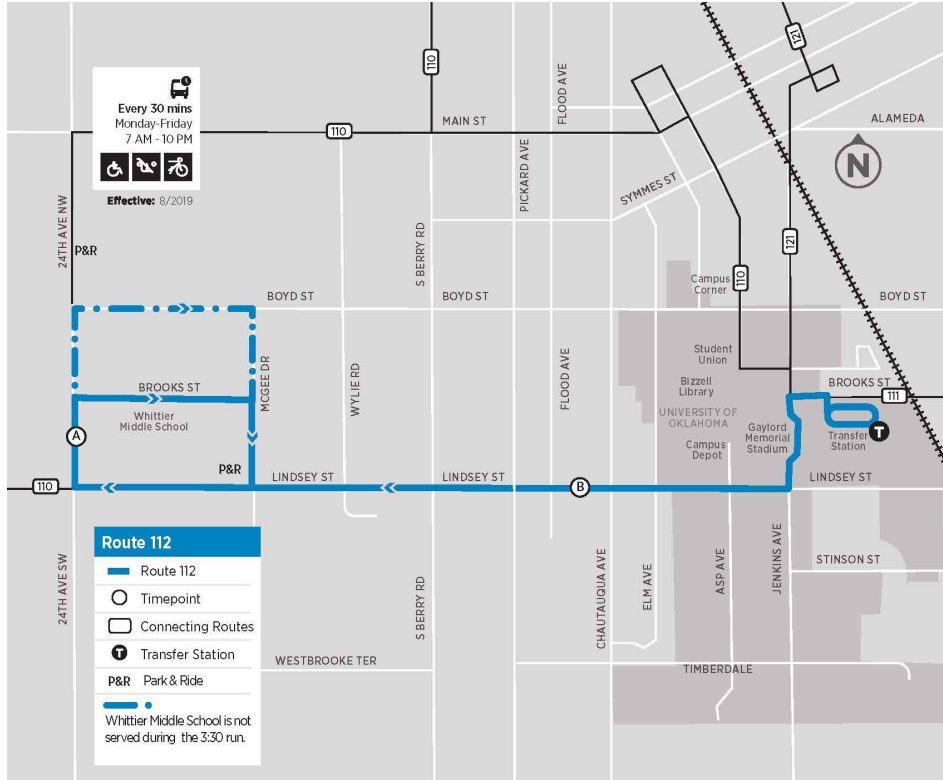 121
110
FLOOD AVE
Every 30 mins
Monday-Friday
7 AM - 10 PM
Effective: 8/2019
MAIN ST
110
ALAMEDA
N
PICKARD AVE
SYMMES ST
24TH AVE NW
P&R
S BERRY RD
121
110
Campus
Corner
BOYD ST
BOYD ST
BOYD ST
Student
Union
BROOKS ST
MCGEE DR
WYLIE RD
FLOOD AVE
Bizzell
Library
BROOKS ST
111
Whittier
Middle School
UNIVERSITY OF
OKLAHOMA
Gaylord
Memorial
Stadium
Transfer
Station
T
A
Campus
Depot
P&R
110
LINDSEY ST
LINDSEY ST
B
LINDSEY ST
24TH AVE SW
S BERRY RD
CHAUTAUQUA AVE
ELM AVE
ASP AVE
JENKINS AVE
STINSON ST
WESTBROOKE TER
TIMBERDALE
Route 112
Route 112
Timepoint
Connecting Routes
T Transfer Station
P&R Park & Ride
Whittier Middle School is not
served during the 3:30 run.